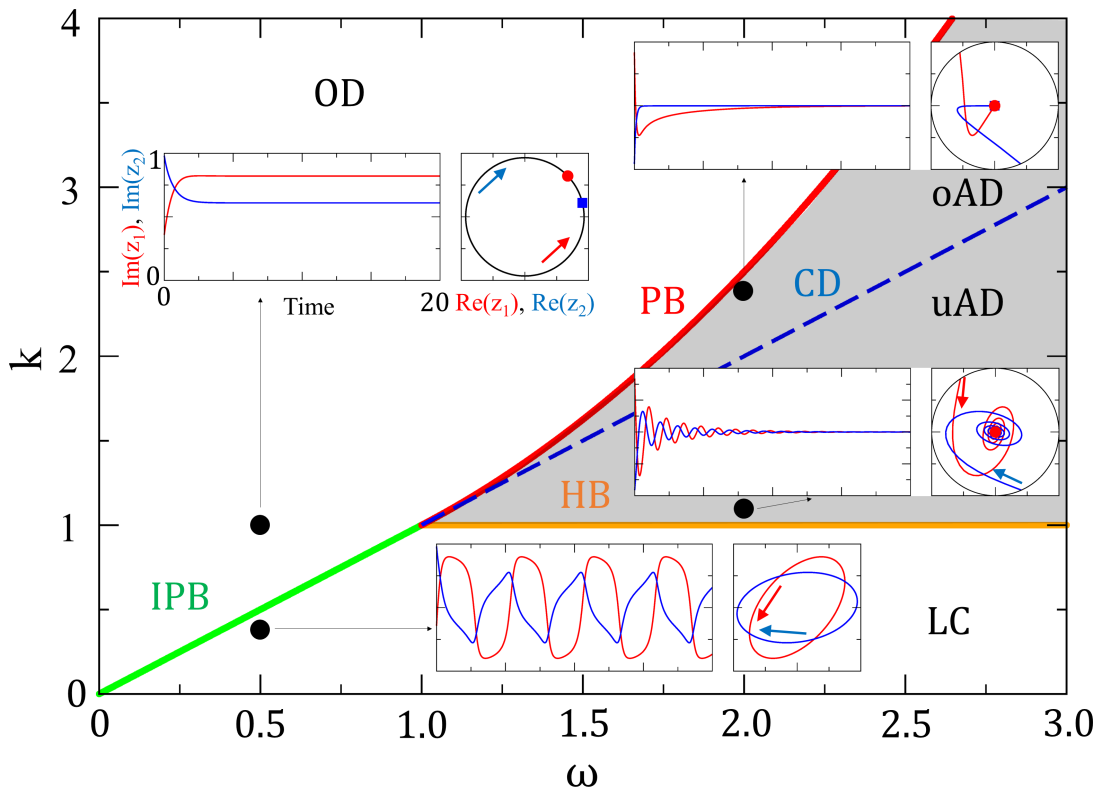 4
OD
3
oAD
Im(z₁), Im(z₂)
1
0
0
Time
20
Re(z₁), Re(z₂)
PB
CD
uAD
k
2
HB
1
IPB
LC
0
0 0.5 1.0 1.5 2.0 2.5 3.0
ω